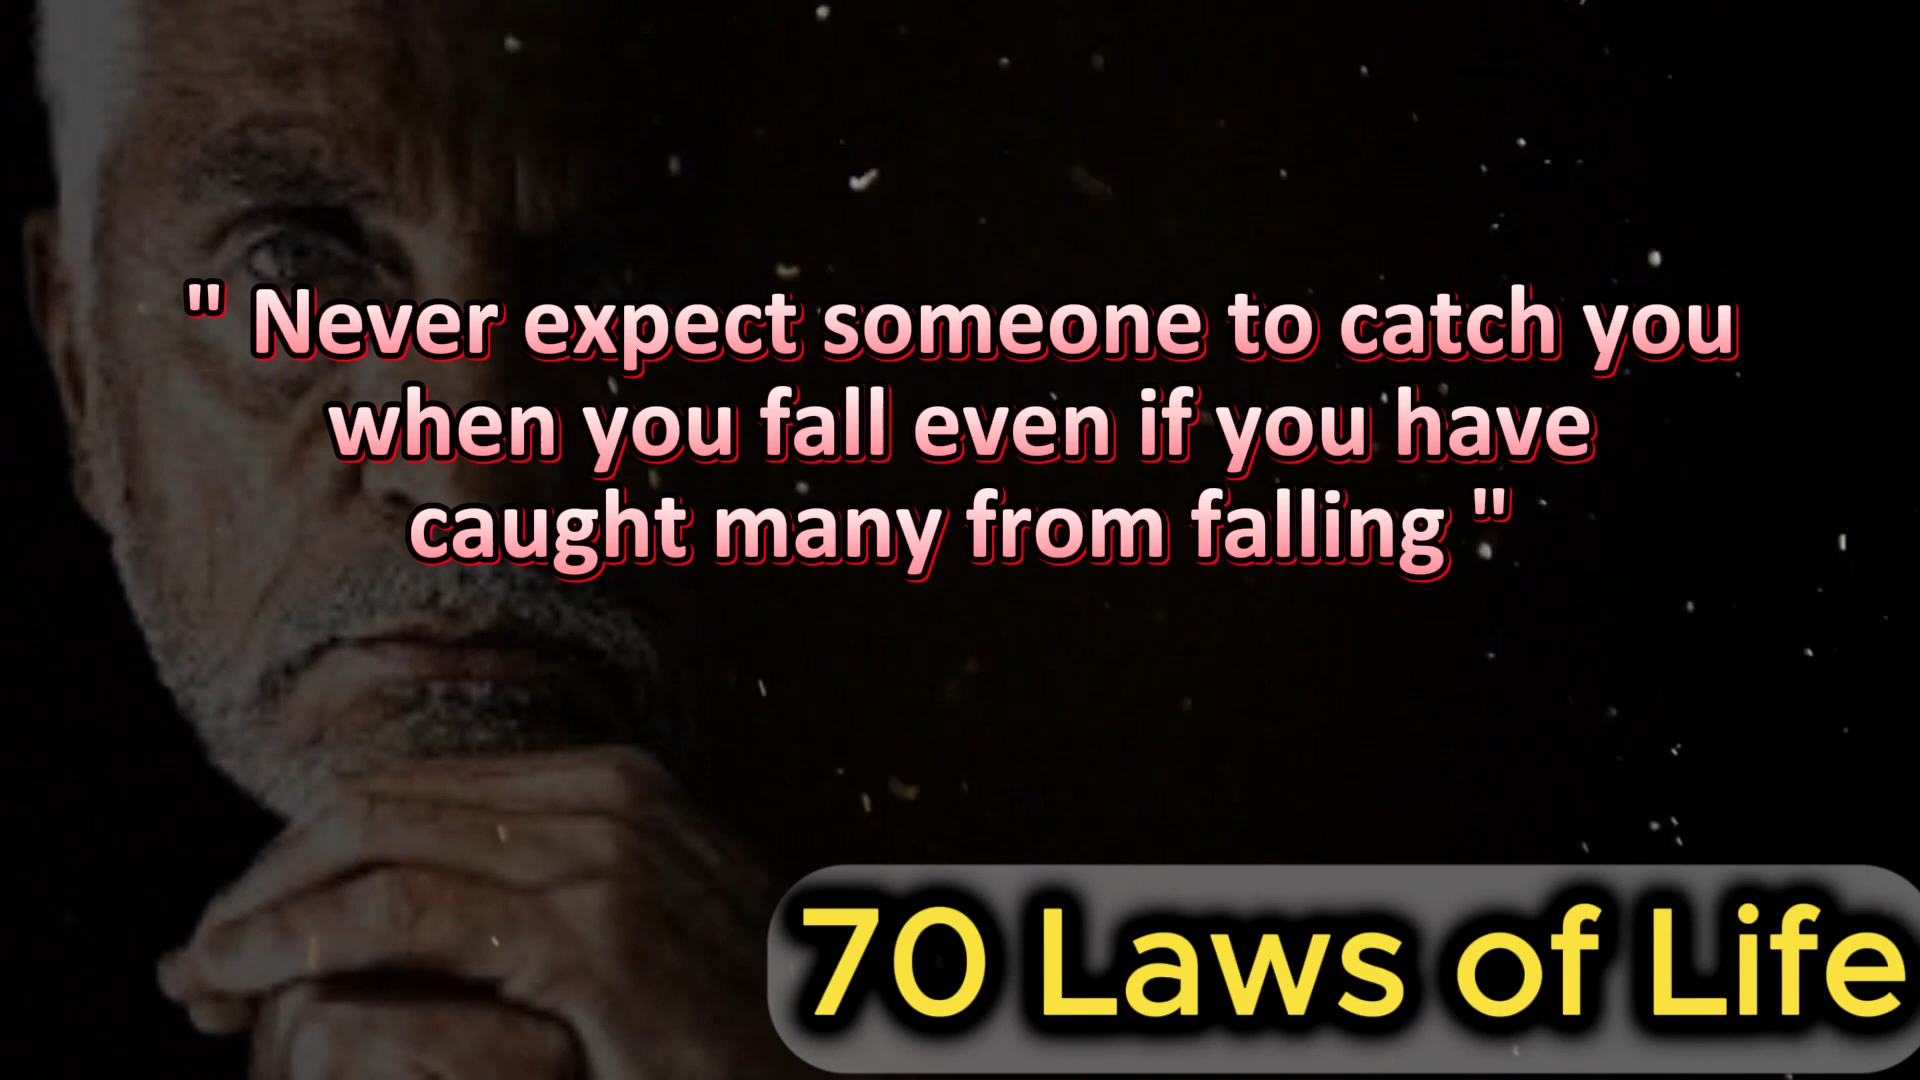 " Never expect someone to catch you
when you fall even if you have
caught many from falling "
70 Laws of Life